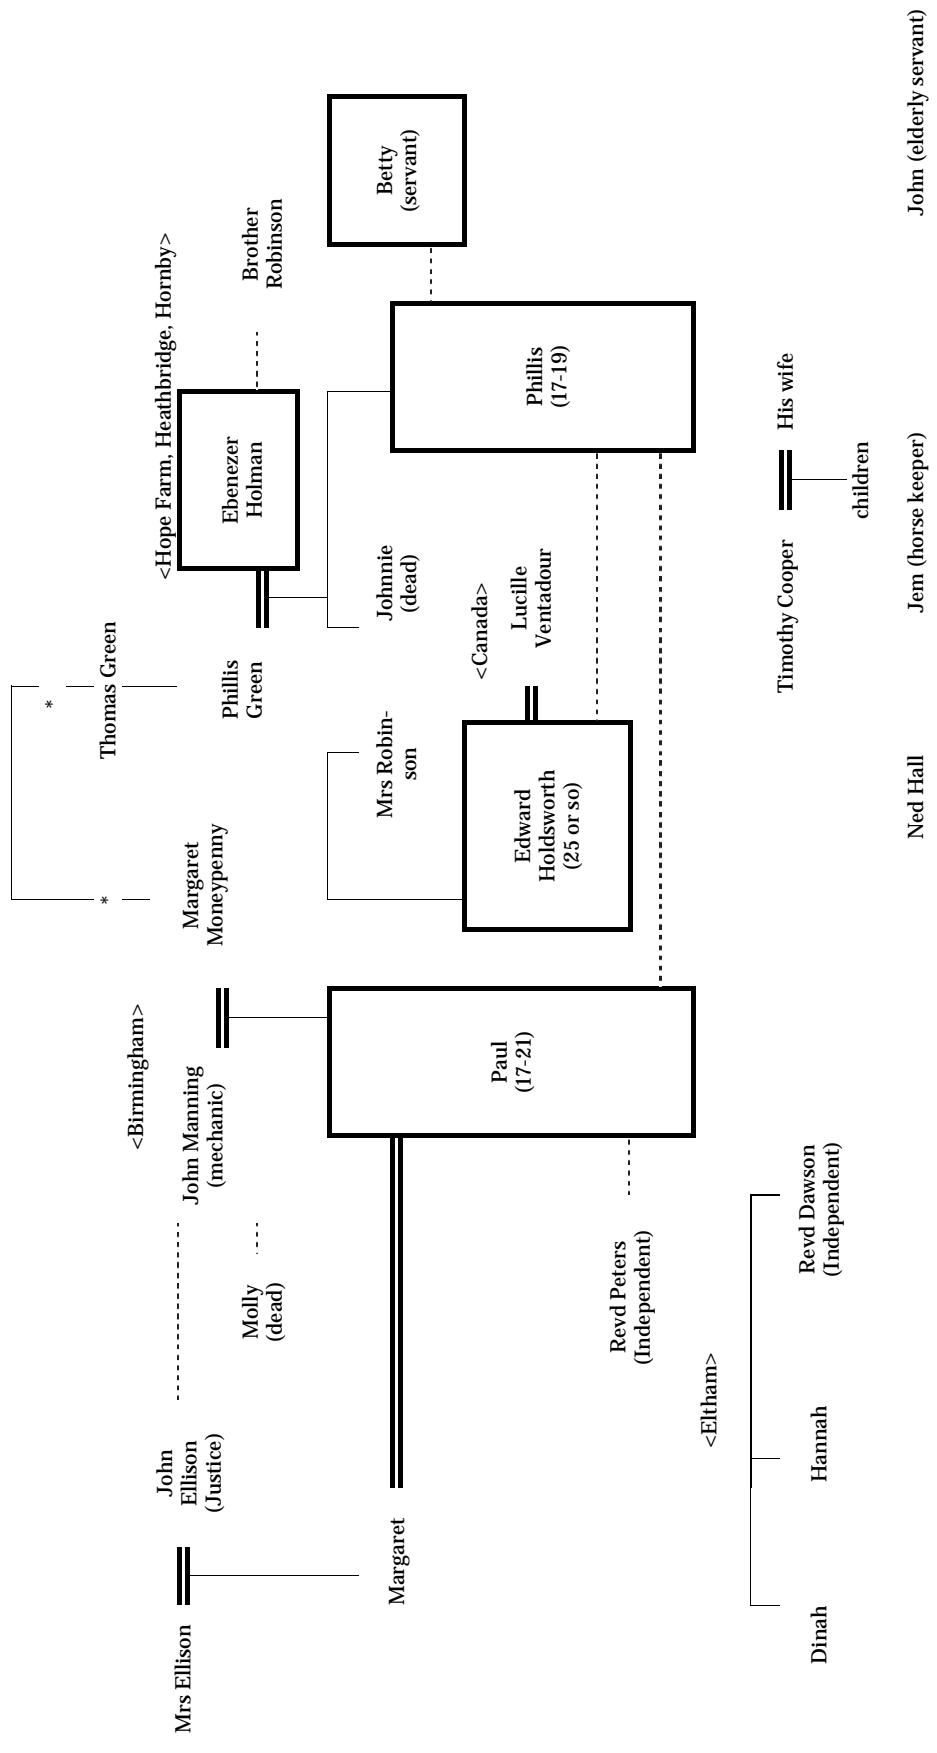 <Hope Farm, Heathbridge, Hornby>
<Birmingham>
*
*
Thomas Green
Mrs Ellison
John
Ellison
(Justice)
John Manning
(mechanic)
Margaret
Moneypenny
Phillis
Green
Ebenezer
Holman
Brother
Robinson
Molly
(dead)
Margaret
Mrs Robin-
son
Johnnie
(dead)
Betty
(servant)
<Canada>
Paul
(17-21)
Edward
Holdsworth
(25 or so)
Lucille
Ventadour
Phillis
(17-19)
Revd Peters
(Independent)
<Eltham>
Dinah
Hannah
Revd Dawson
(Independent)
Timothy Cooper
His wife
children
Ned Hall
Jem (horse keeper)
John (elderly servant)